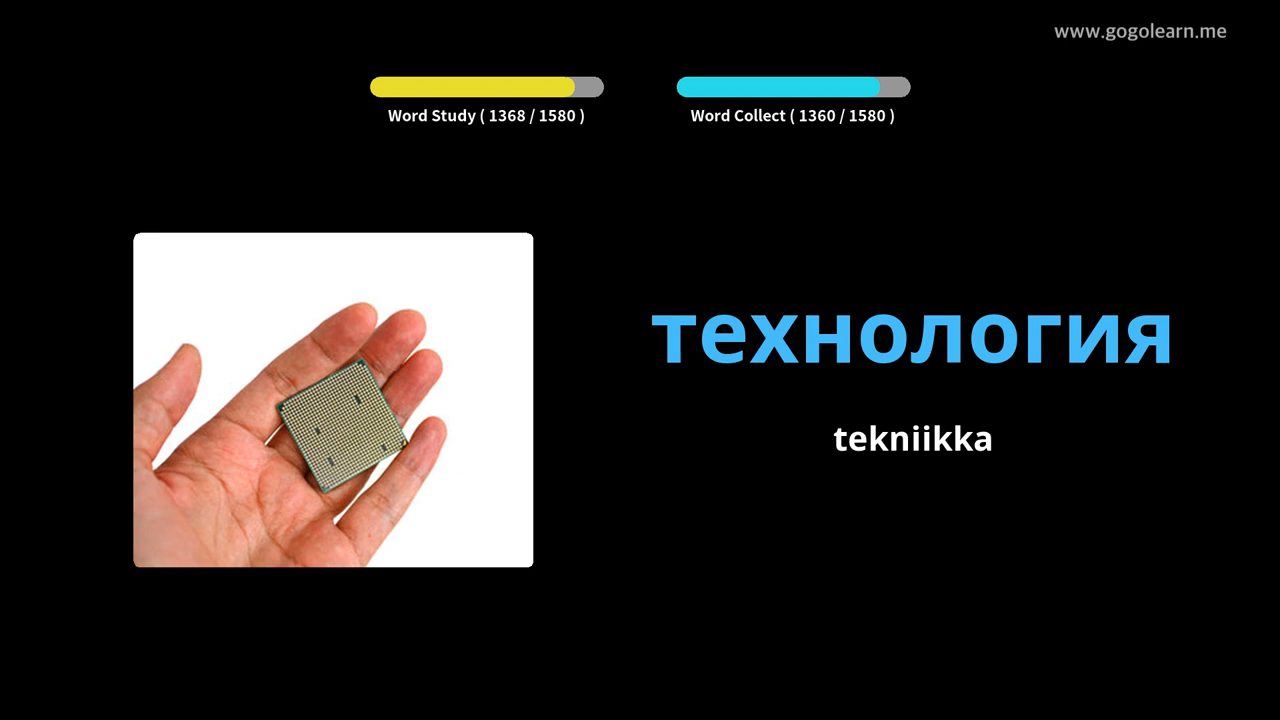 www.gogolearn.me
Word Study ( 1368 / 1580 )
Word Collect ( 1360 / 1580 )
технология
tekniikka